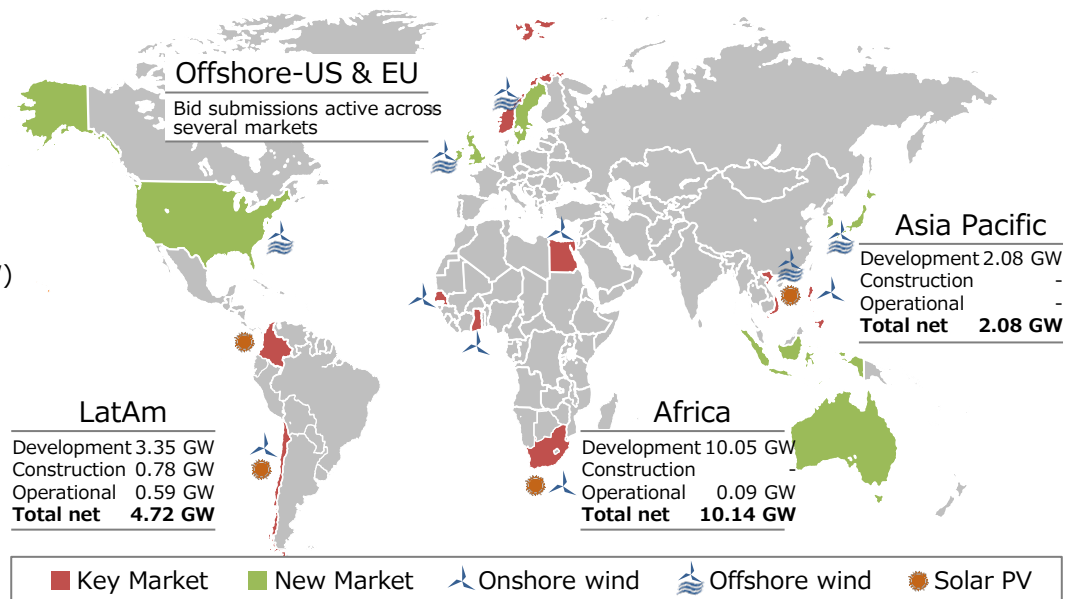 Offshore-US & EU
Bid submissions active across
several markets
)
Asia Pacific
Development 2.08 GW
Construction -
Operational -
Total net 2.08 GW
LatAm
Development 3.35 GW
Construction 0.78 GW
Operational 0.59 GW
Total net 4.72 GW
Africa
Development 10.05 GW
Construction -
Operational 0.09 GW
Total net 10.14 GW
Key Market
New Market
Onshore wind
Offshore wind
Solar PV